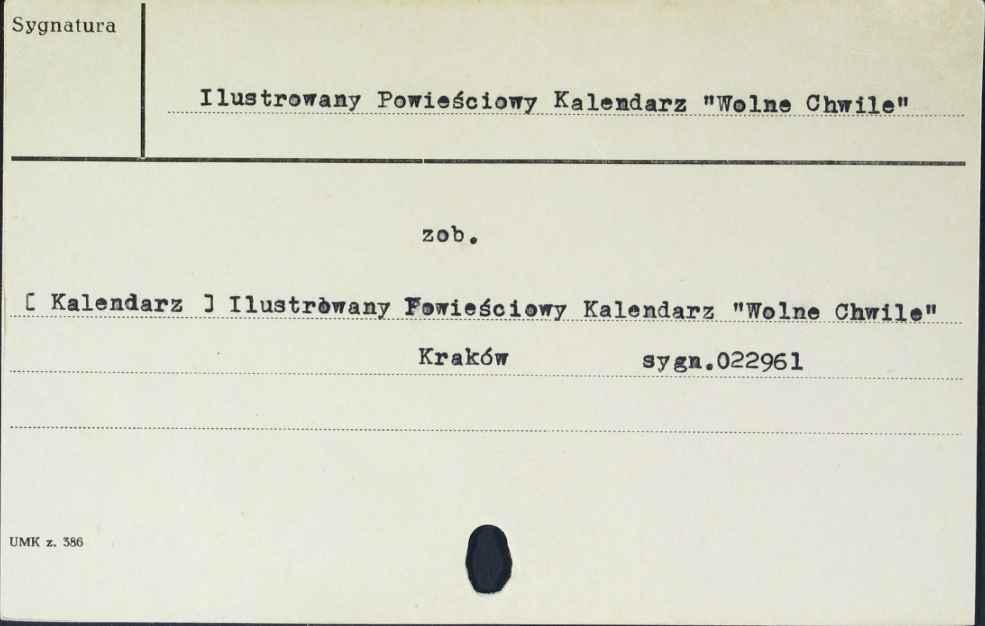 Sygnatura
Ilustrowany Powieściowy Kalendarz "Wolne Chwile"
zob.
[ Kalendarz ] Ilustrowany Powieściowy Kalendarz "Wolne Chwile"
Kraków sygn.022961
UMK z. 386